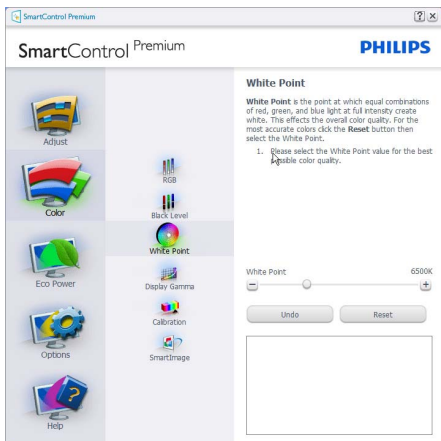 SmartControl Premium
SmartControl Premium
PHILIPS
Adjust
Color
Eco Power
Options
Help
RGB
Black Level
White Point
Display Gamma
Calibration
SmartImage
White Point
White Point is the point at which equal combinations
of red, green, and blue light at full intensity create
white. This effects the overall color quality. For the
most accurate colors click the Reset button then
select the White Point.
1. Please select the White Point value for the best
possible color quality.
White Point 6500K
Undo Reset